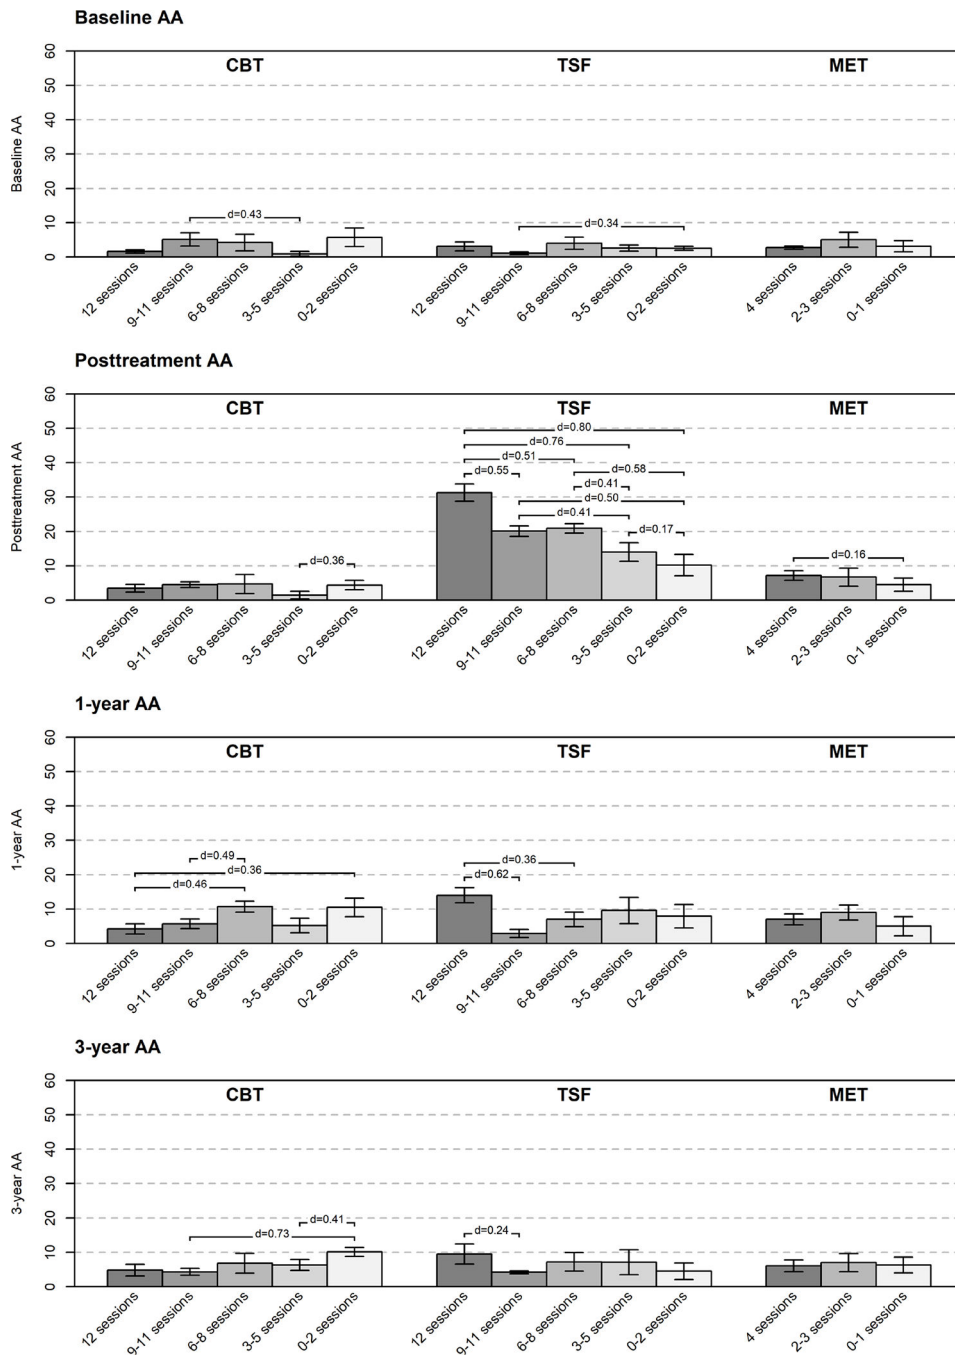 Baseline AA
CBT TSF MET
60
50
40
30
20
10
0
Baseline AA
d=0.43 d=0.34
12 sessions 9-11 sessions 6-8 sessions 3-5 sessions 0-2 sessions 12 sessions 9-11 sessions 6-8 sessions 3-5 sessions 0-2 sessions 4 sessions 2-3 sessions 0-1 sessions
Posttreatment AA
CBT TSF MET
60
50
40
30
20
10
0
Posttreatment AA
d=0.80
d=0.76
d=0.51
d=0.55 d=0.58
d=0.41
d=0.50
d=0.41
d=0.36 d=0.17 d=0.16
12 sessions 9-11 sessions 6-8 sessions 3-5 sessions 0-2 sessions 12 sessions 9-11 sessions 6-8 sessions 3-5 sessions 0-2 sessions 4 sessions 2-3 sessions 0-1 sessions
1-year AA
CBT TSF MET
60
50
40
30
20
10
0
1-year AA
d=0.49 d=0.36
d=0.36
d=0.46 d=0.62
12 sessions 9-11 sessions 6-8 sessions 3-5 sessions 0-2 sessions 12 sessions 9-11 sessions 6-8 sessions 3-5 sessions 0-2 sessions 4 sessions 2-3 sessions 0-1 sessions
3-year AA
CBT TSF MET
60
50
40
30
20
10
0
3-year AA
d=0.41
d=0.73 d=0.24
12 sessions 9-11 sessions 6-8 sessions 3-5 sessions 0-2 sessions 12 sessions 9-11 sessions 6-8 sessions 3-5 sessions 0-2 sessions 4 sessions 2-3 sessions 0-1 sessions